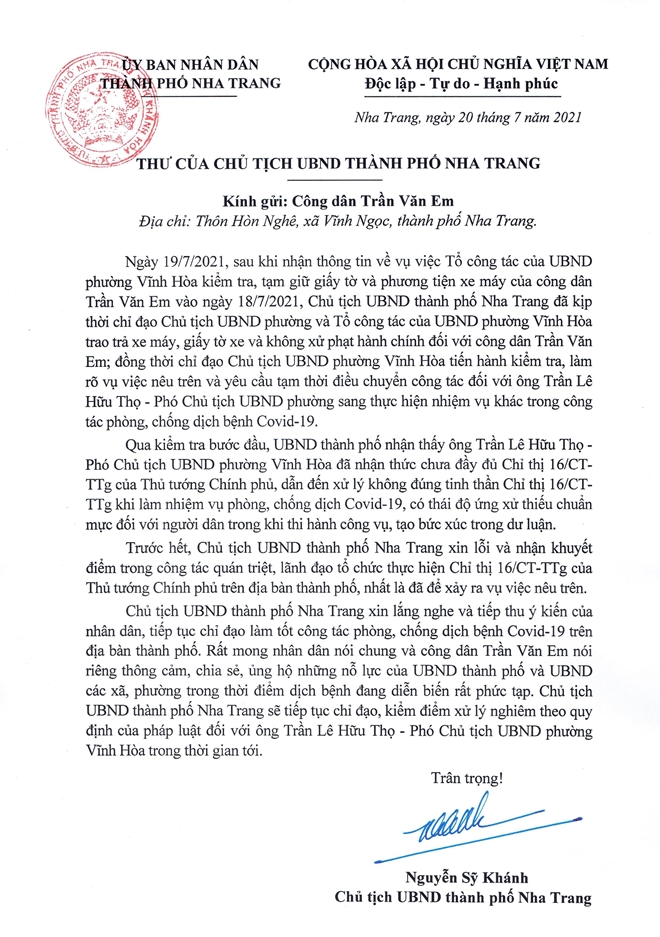 ỦY BAN NHÂN DÂN
THÀNH PHỐ NHA TRANG
CỘNG HÒA XÃ HỘI CHỦ NGHĨA VIỆT NAM
Độc lập - Tự do - Hạnh phúc
Nha Trang, ngày 20 tháng 7 năm 2021
THƯ CỦA CHỦ TỊCH UBND THÀNH PHỐ NHA TRANG
Kính gửi: Công dân Trần Văn Em
Địa chỉ: Thôn Hòn Nghê, xã Vĩnh Ngọc, thành phố Nha Trang.
Ngày 19/7/2021, sau khi nhận thông tin về vụ việc Tổ công tác của UBND
phường Vĩnh Hòa kiểm tra, tạm giữ giấy tờ và phương tiện xe máy của công dân
Trần Văn Em vào ngày 18/7/2021, Chủ tịch UBND thành phố Nha Trang đã kịp
thời chỉ đạo Chủ tịch UBND phường và Tổ công tác của UBND phường Vĩnh Hòa
trao trả xe máy, giấy tờ xe và không xử phạt hành chính đối với công dân Trần Văn
Em; đồng thời chỉ đạo Chủ tịch UBND phường Vĩnh Hòa tiến hành kiểm tra, làm
rõ vụ việc nêu trên và yêu cầu tạm thời điều chuyển công tác đối với ông Trần Lê
Hữu Thọ - Phó Chủ tịch UBND phường sang thực hiện nhiệm vụ khác trong công
tác phòng, chống dịch bệnh Covid-19.
Qua kiểm tra bước đầu, UBND thành phố nhận thấy ông Trần Lê Hữu Thọ -
Phó Chủ tịch UBND phường Vĩnh Hòa đã nhận thức chưa đầy đủ Chỉ thị 16/CT-
TTg của Thủ tướng Chính phủ, dẫn đến xử lý không đúng tinh thần Chỉ thị 16/CT-
TTg khi làm nhiệm vụ phòng, chống dịch Covid-19, có thái độ ứng xử thiếu chuẩn
mực đối với người dân trong khi thi hành công vụ, tạo bức xúc trong dư luận.
Trước hết, Chủ tịch UBND thành phố Nha Trang xin lỗi và nhận khuyết
điểm trong công tác quán triệt, lãnh đạo tổ chức thực hiện Chỉ thị 16/CT-TTg của
Thủ tướng Chính phủ trên địa bàn thành phố, nhất là đã để xảy ra vụ việc nêu trên.
Chủ tịch UBND thành phố Nha Trang xin lắng nghe và tiếp thu ý kiến của
nhân dân, tiếp tục chỉ đạo làm tốt công tác phòng, chống dịch bệnh Covid-19 trên
địa bàn thành phố. Rất mong nhân dân nói chung và công dân Trần Văn Em nói
riêng thông cảm, chia sẻ, ủng hộ những nỗ lực của UBND thành phố và UBND
các xã, phường trong thời điểm dịch bệnh đang diễn biến rất phức tạp. Chủ tịch
UBND thành phố Nha Trang sẽ tiếp tục chỉ đạo, kiểm điểm xử lý nghiêm theo quy
định của pháp luật đối với ông Trần Lê Hữu Thọ - Phó Chủ tịch UBND phường
Vĩnh Hòa trong thời gian tới.
Trân trọng!
Nguyễn Sỹ Khánh
Chủ tịch UBND thành phố Nha Trang